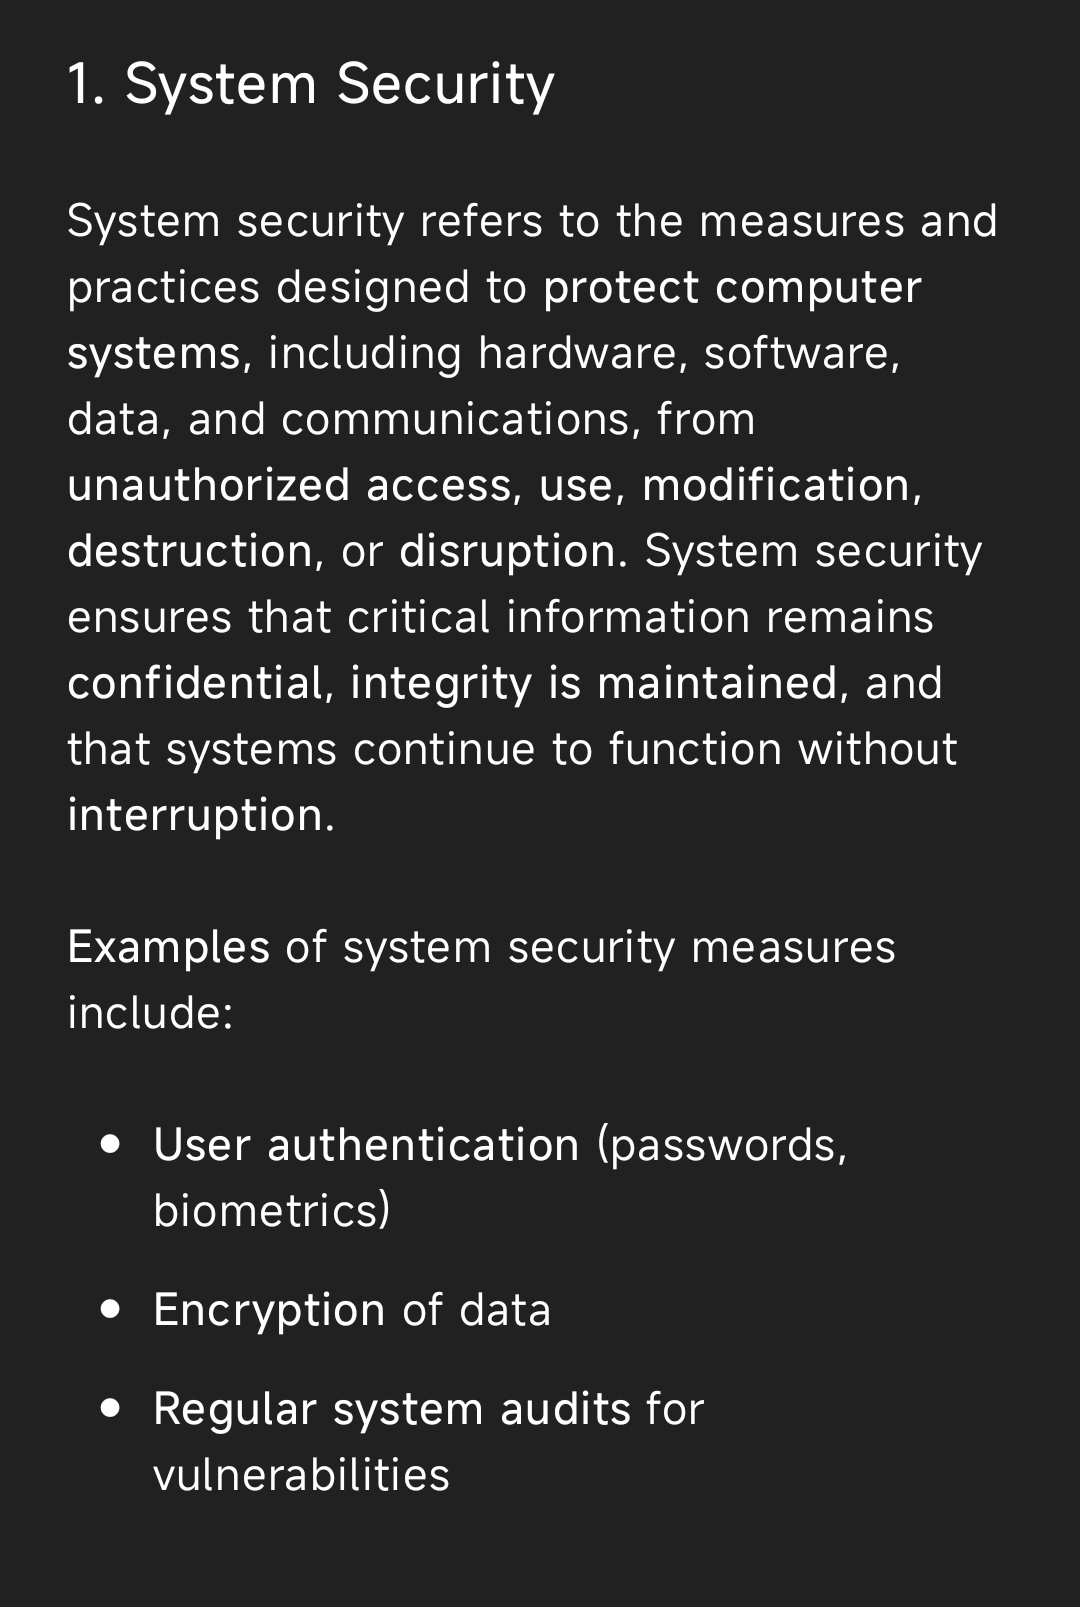 1. System Security
System security refers to the measures and
practices designed to protect computer
systems, including hardware, software,
data, and communications, from
unauthorized access, use, modification,
destruction, or disruption. System security
ensures that critical information remains
confidential, integrity is maintained, and
that systems continue to function without
interruption.
Examples of system security measures
include:
• User authentication (passwords,
biometrics)
• Encryption of data
• Regular system audits for
vulnerabilities